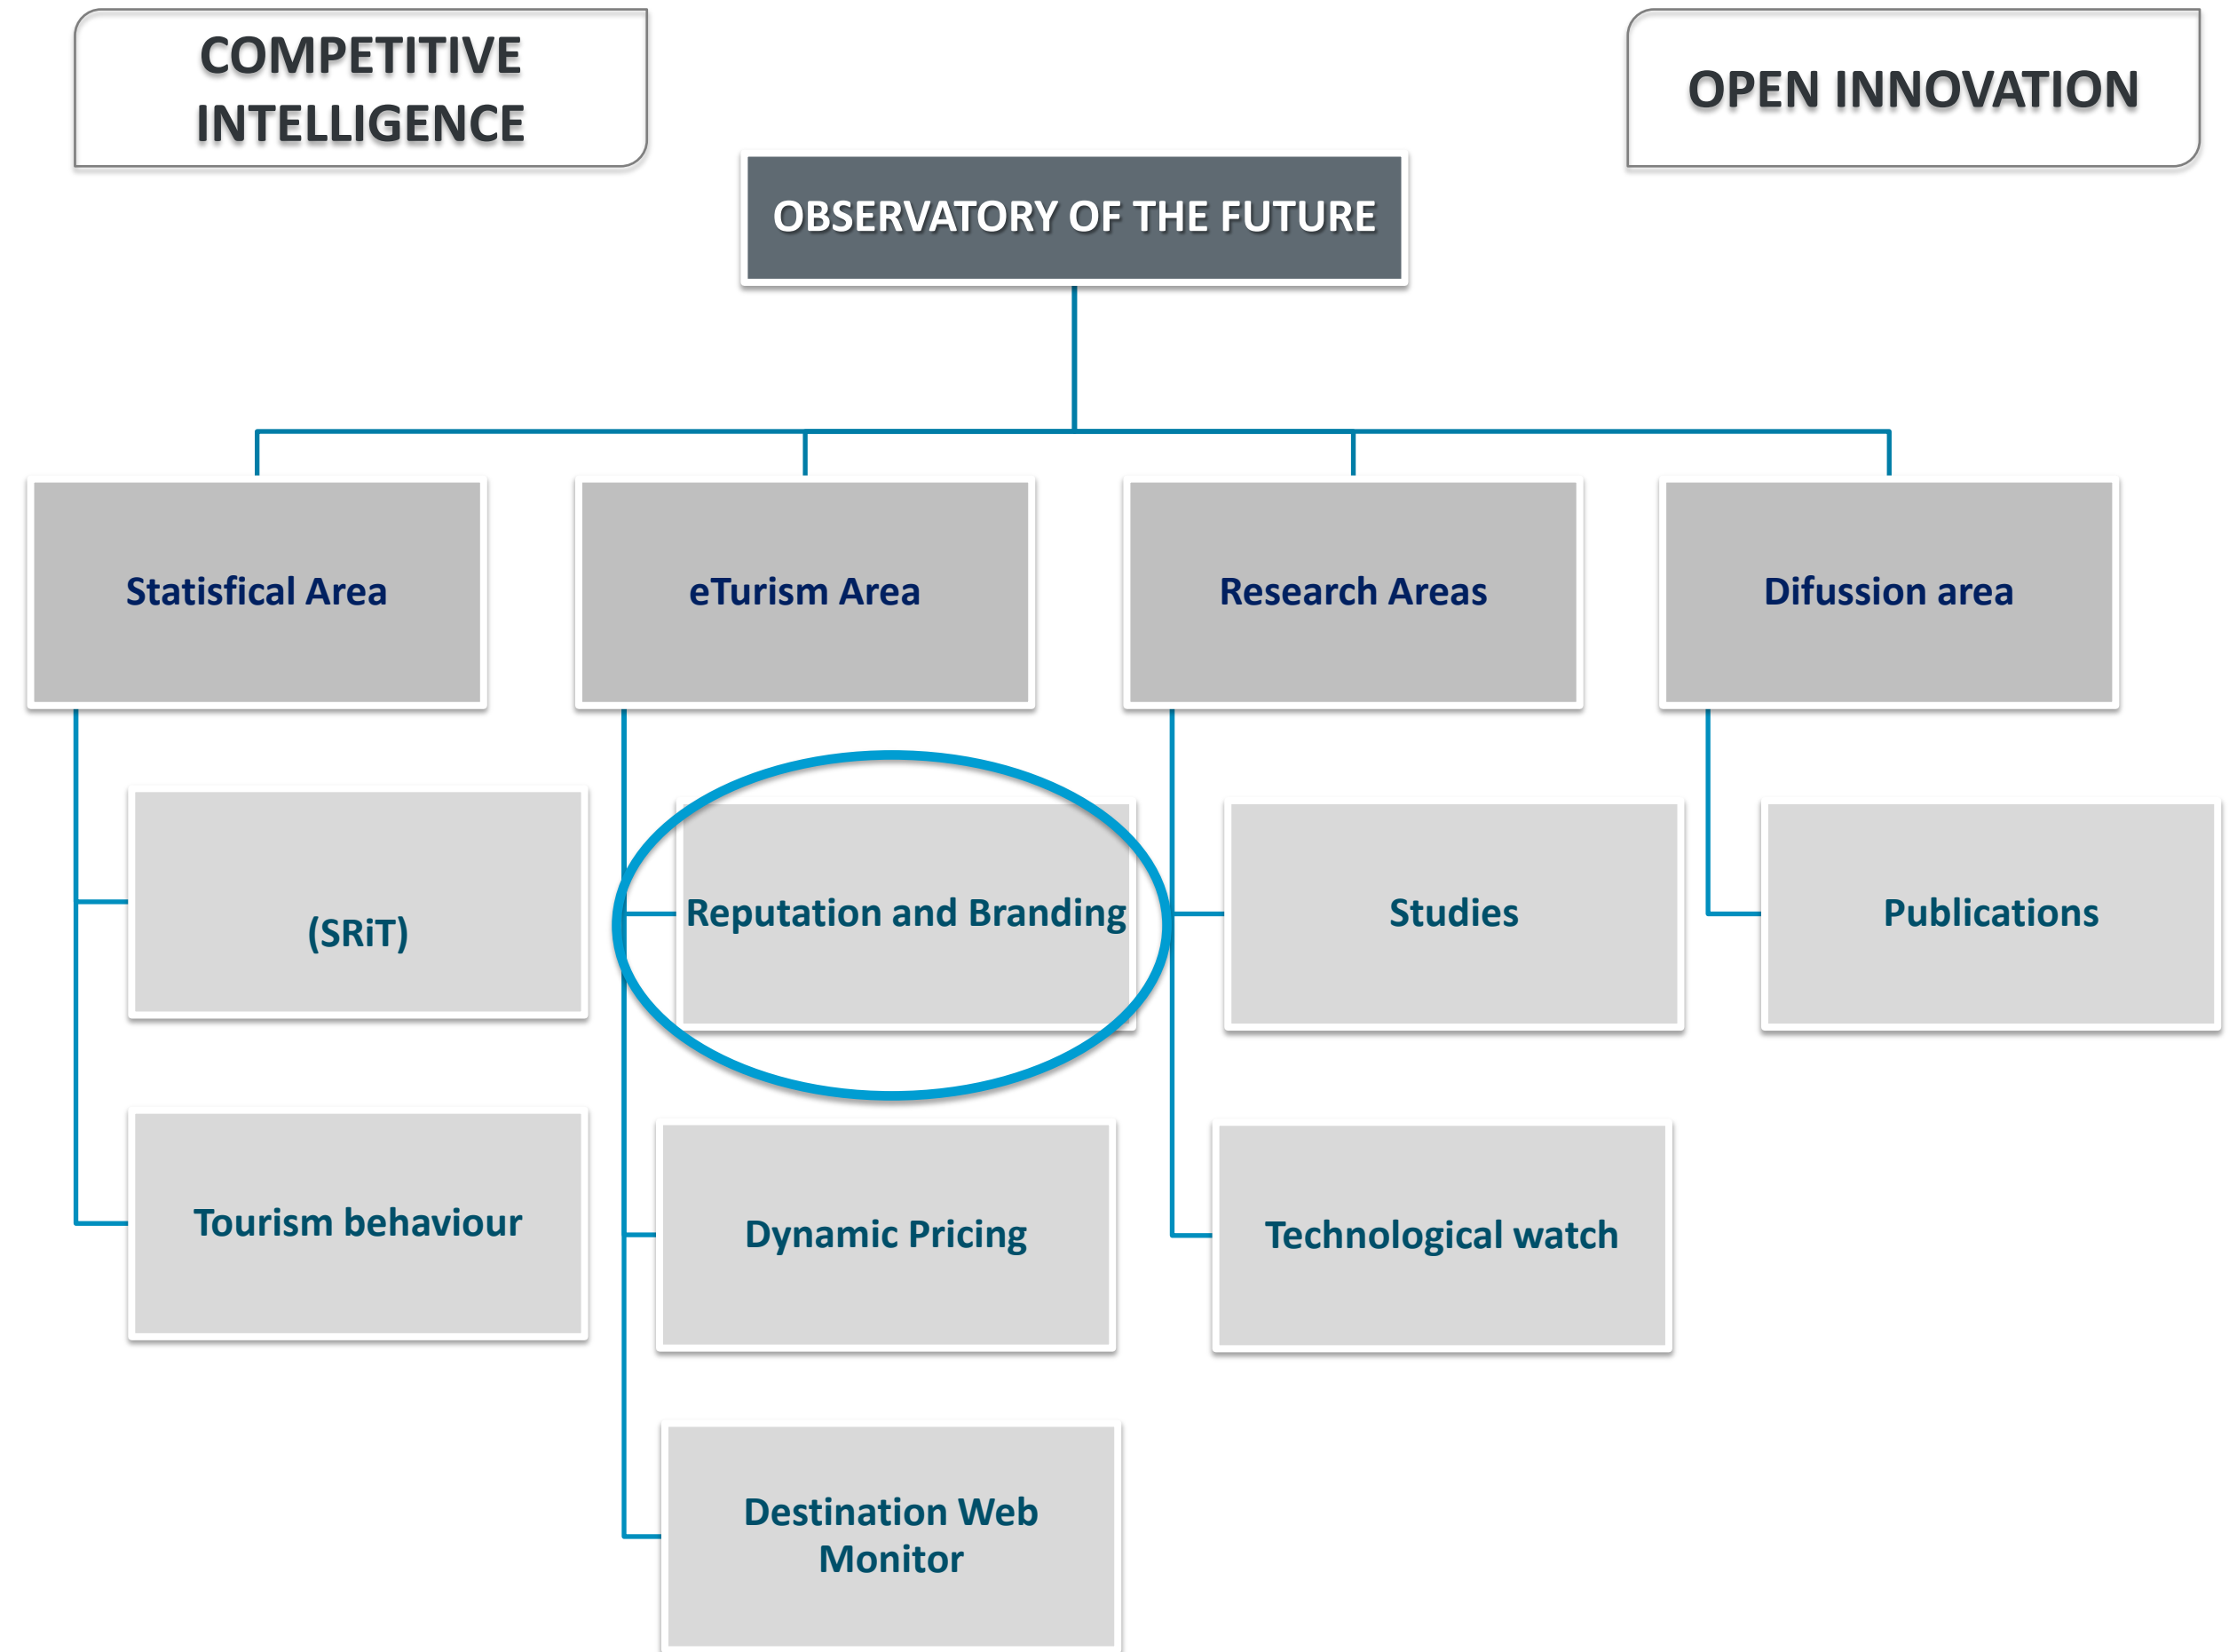 COMPETITIVE
INTELLIGENCE
OPEN INNOVATION
OBSERVATORY OF THE FUTURE
Statisfical Area
eTurism Area
Research Areas
Difussion area
(SRiT)
Reputation and Branding
Studies
Publications
Tourism behaviour
Dynamic Pricing
Technological watch
Destination Web
Monitor